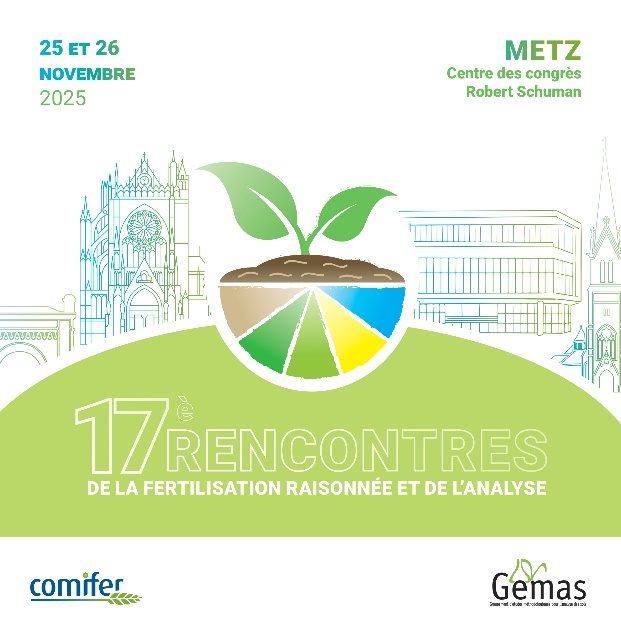 25 ET 26
NOVEMBRE
2025
METZ
Centre des congrès
Robert Schuman
17è RENCONTRES
DE LA FERTILISATION RAISONNÉE ET DE L'ANALYSE
comifer
Gemas